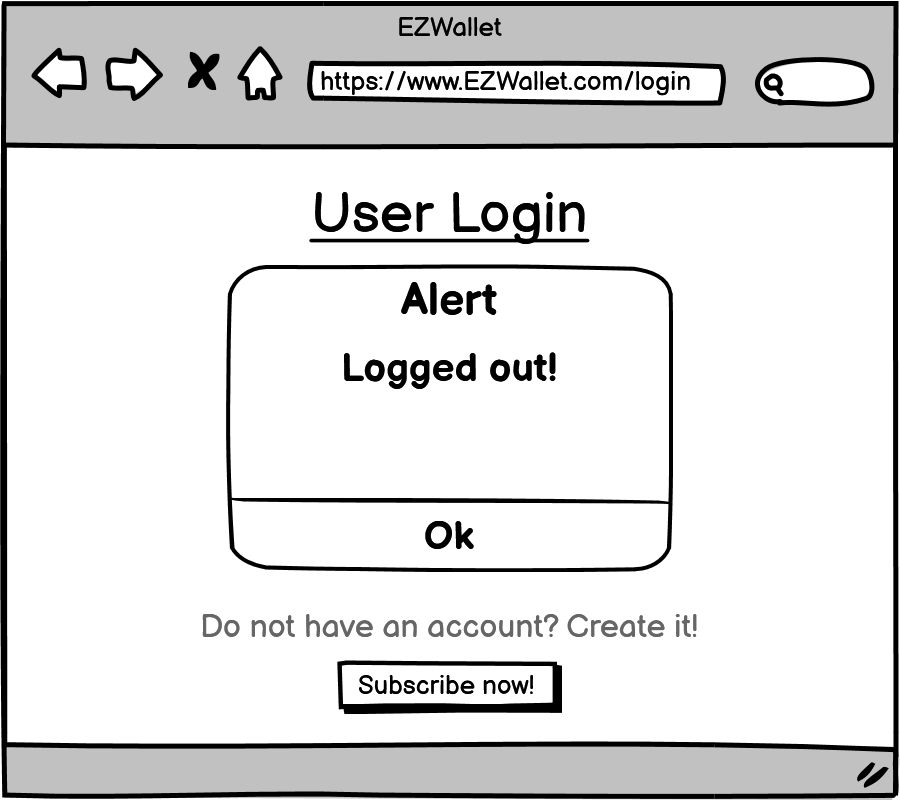 EZWallet
https://www.EZWallet.com/login
User Login
Alert
Logged out!
Ok
Do not have an account? Create it!
Subscribe now!